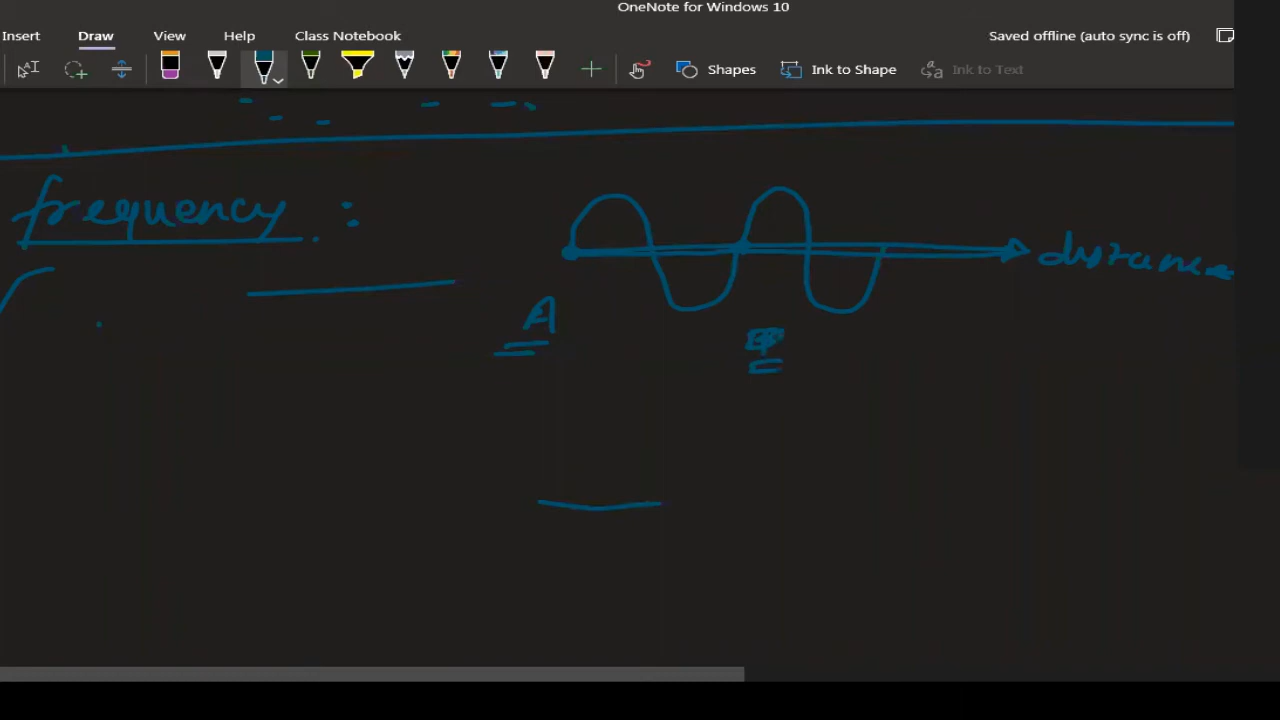 OneNote for Windows 10
Insert Draw View Help Class Notebook Saved offline (auto sync is off)
Shapes Ink to Shape Ink to Text
frequency :
distance
A